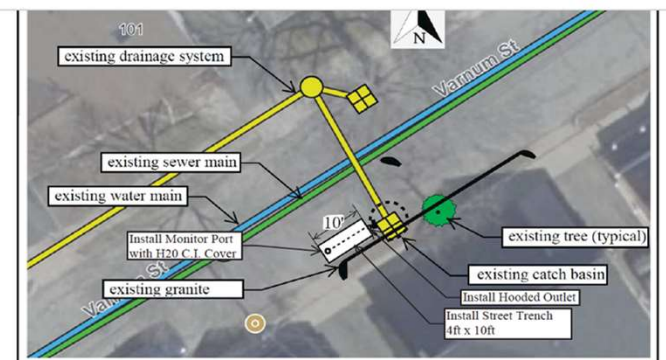 101
existing drainage system
N
Varnum St
existing sewer main
existing water main
10'
Install Monitor Port
with H20 C.I. Cover
existing tree (typical)
existing catch basin
existing granite
Varnum St
Install Hooded Outlet
Install Street Trench
4ft x 10ft